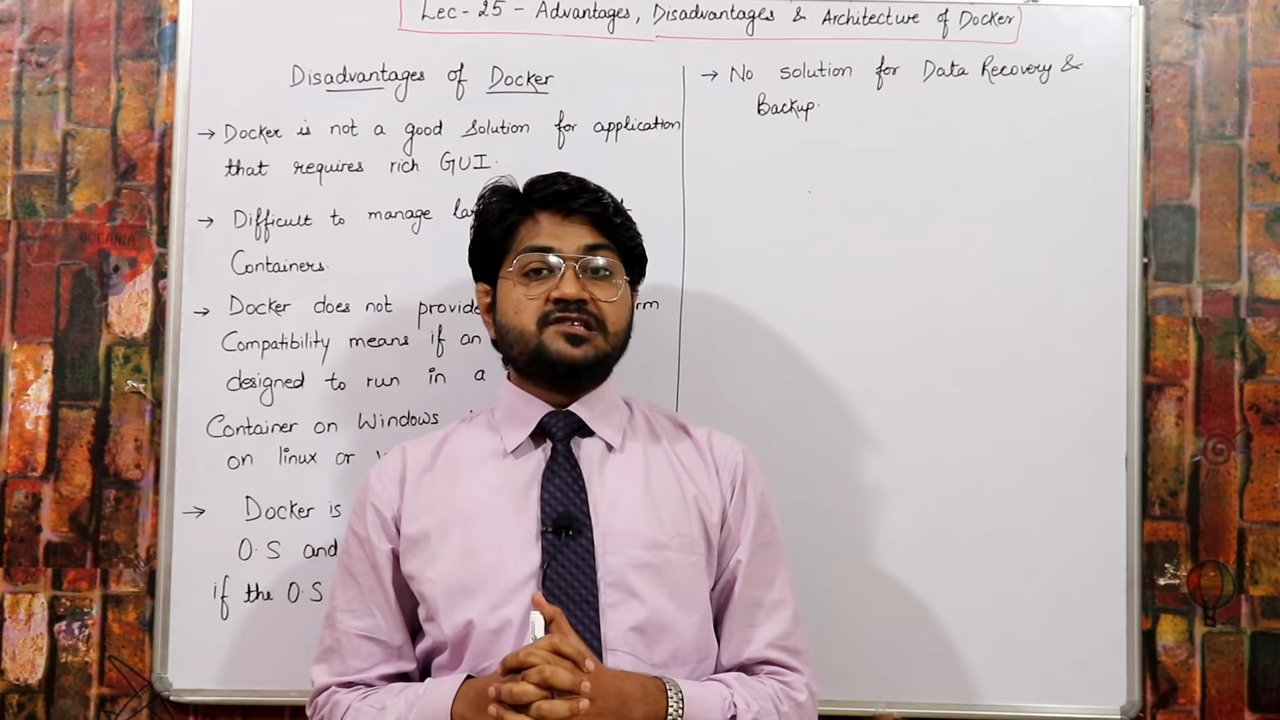 Lec-25 - Advantages, Disadvantages & Architecture of Docker
Disadvantages of Docker
→ Docker is not a good Solution for application
that requires rich GUI.
→ Difficult to manage
Containers.
→ Docker does not provide
Compatibility means if an
designed to run in a
Container on Windows
on linux or
→ Docker is
O.S and
if the O.S
→ No solution for Data Recovery &
Backup.
OCEANIA